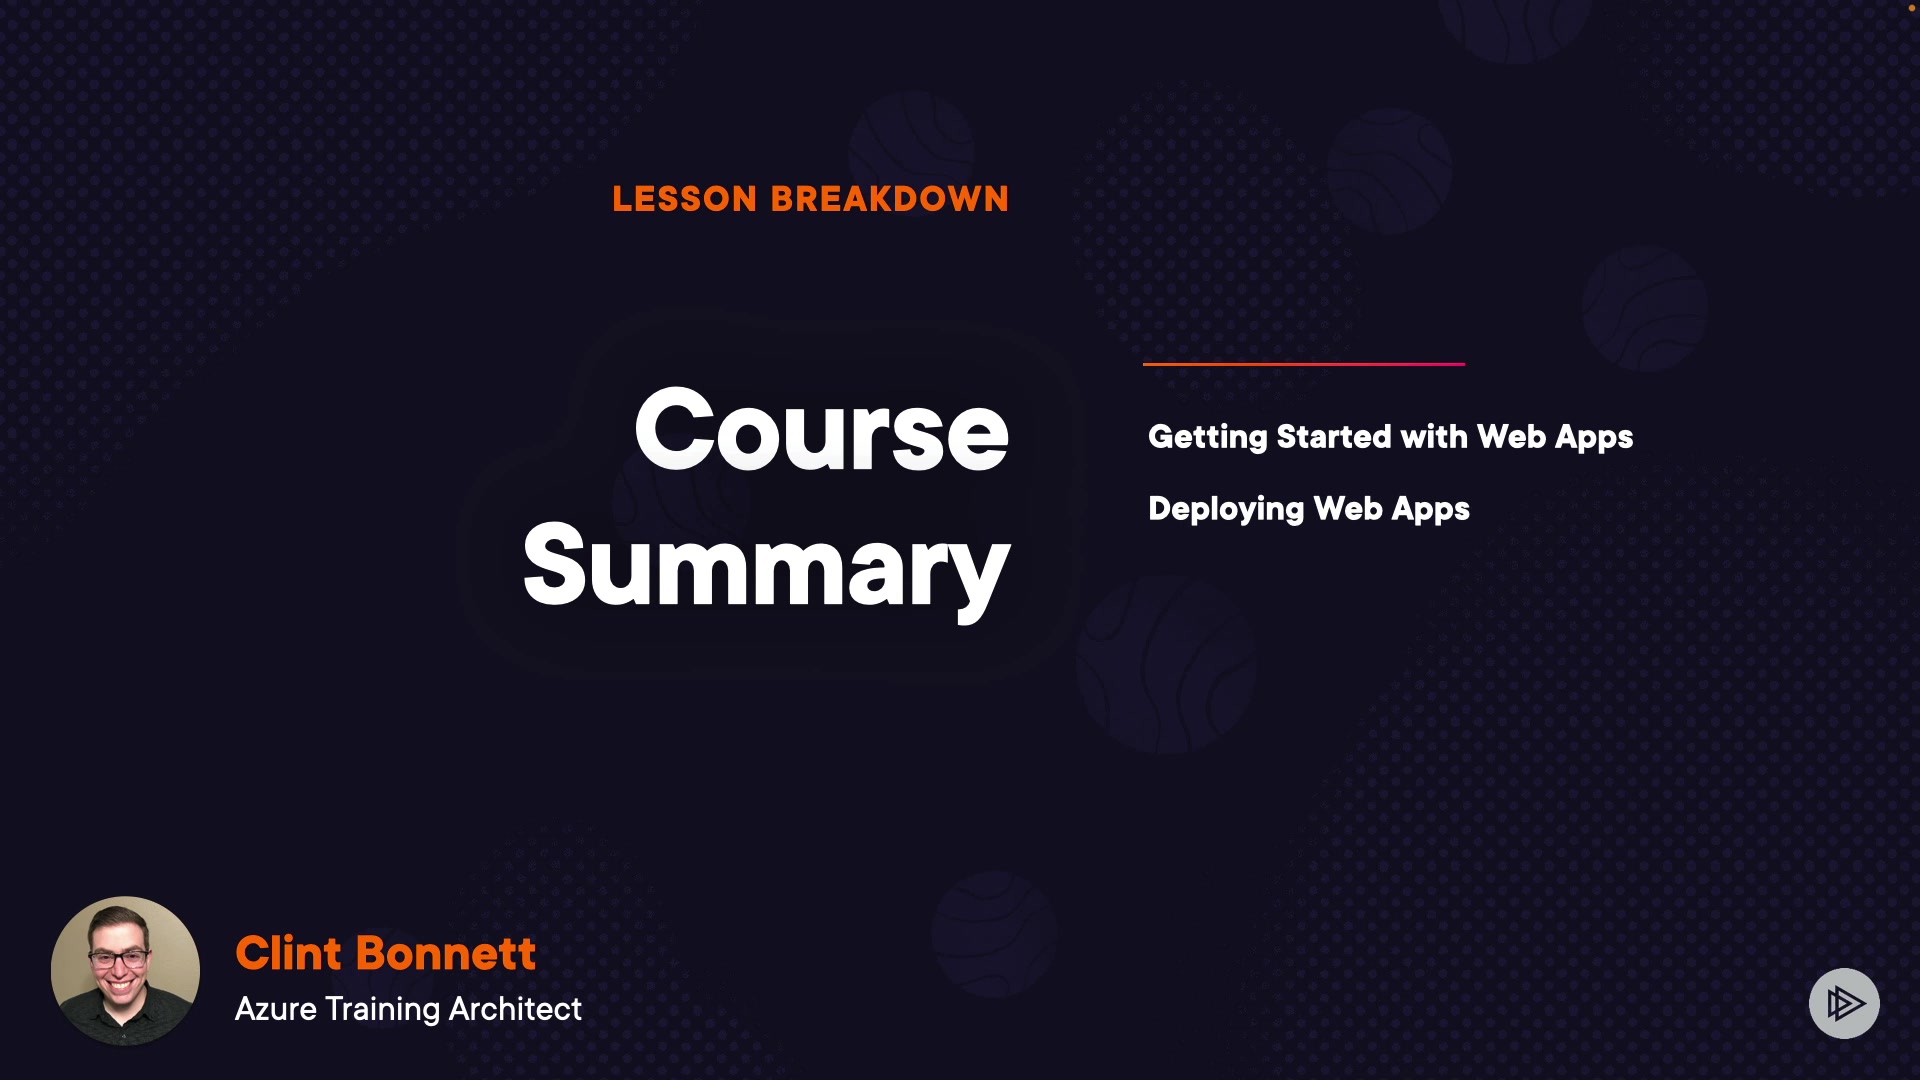 LESSON BREAKDOWN
Course
Summary
Getting Started with Web Apps
Deploying Web Apps
Clint Bonnett
Azure Training Architect